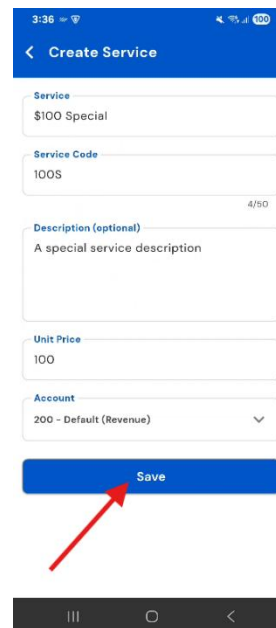 3:36
100
Create Service
Service
$100 Special
Service Code
100S
4/50
Description (optional)
A special service description
Unit Price
100
Account
200 - Default (Revenue)
Save